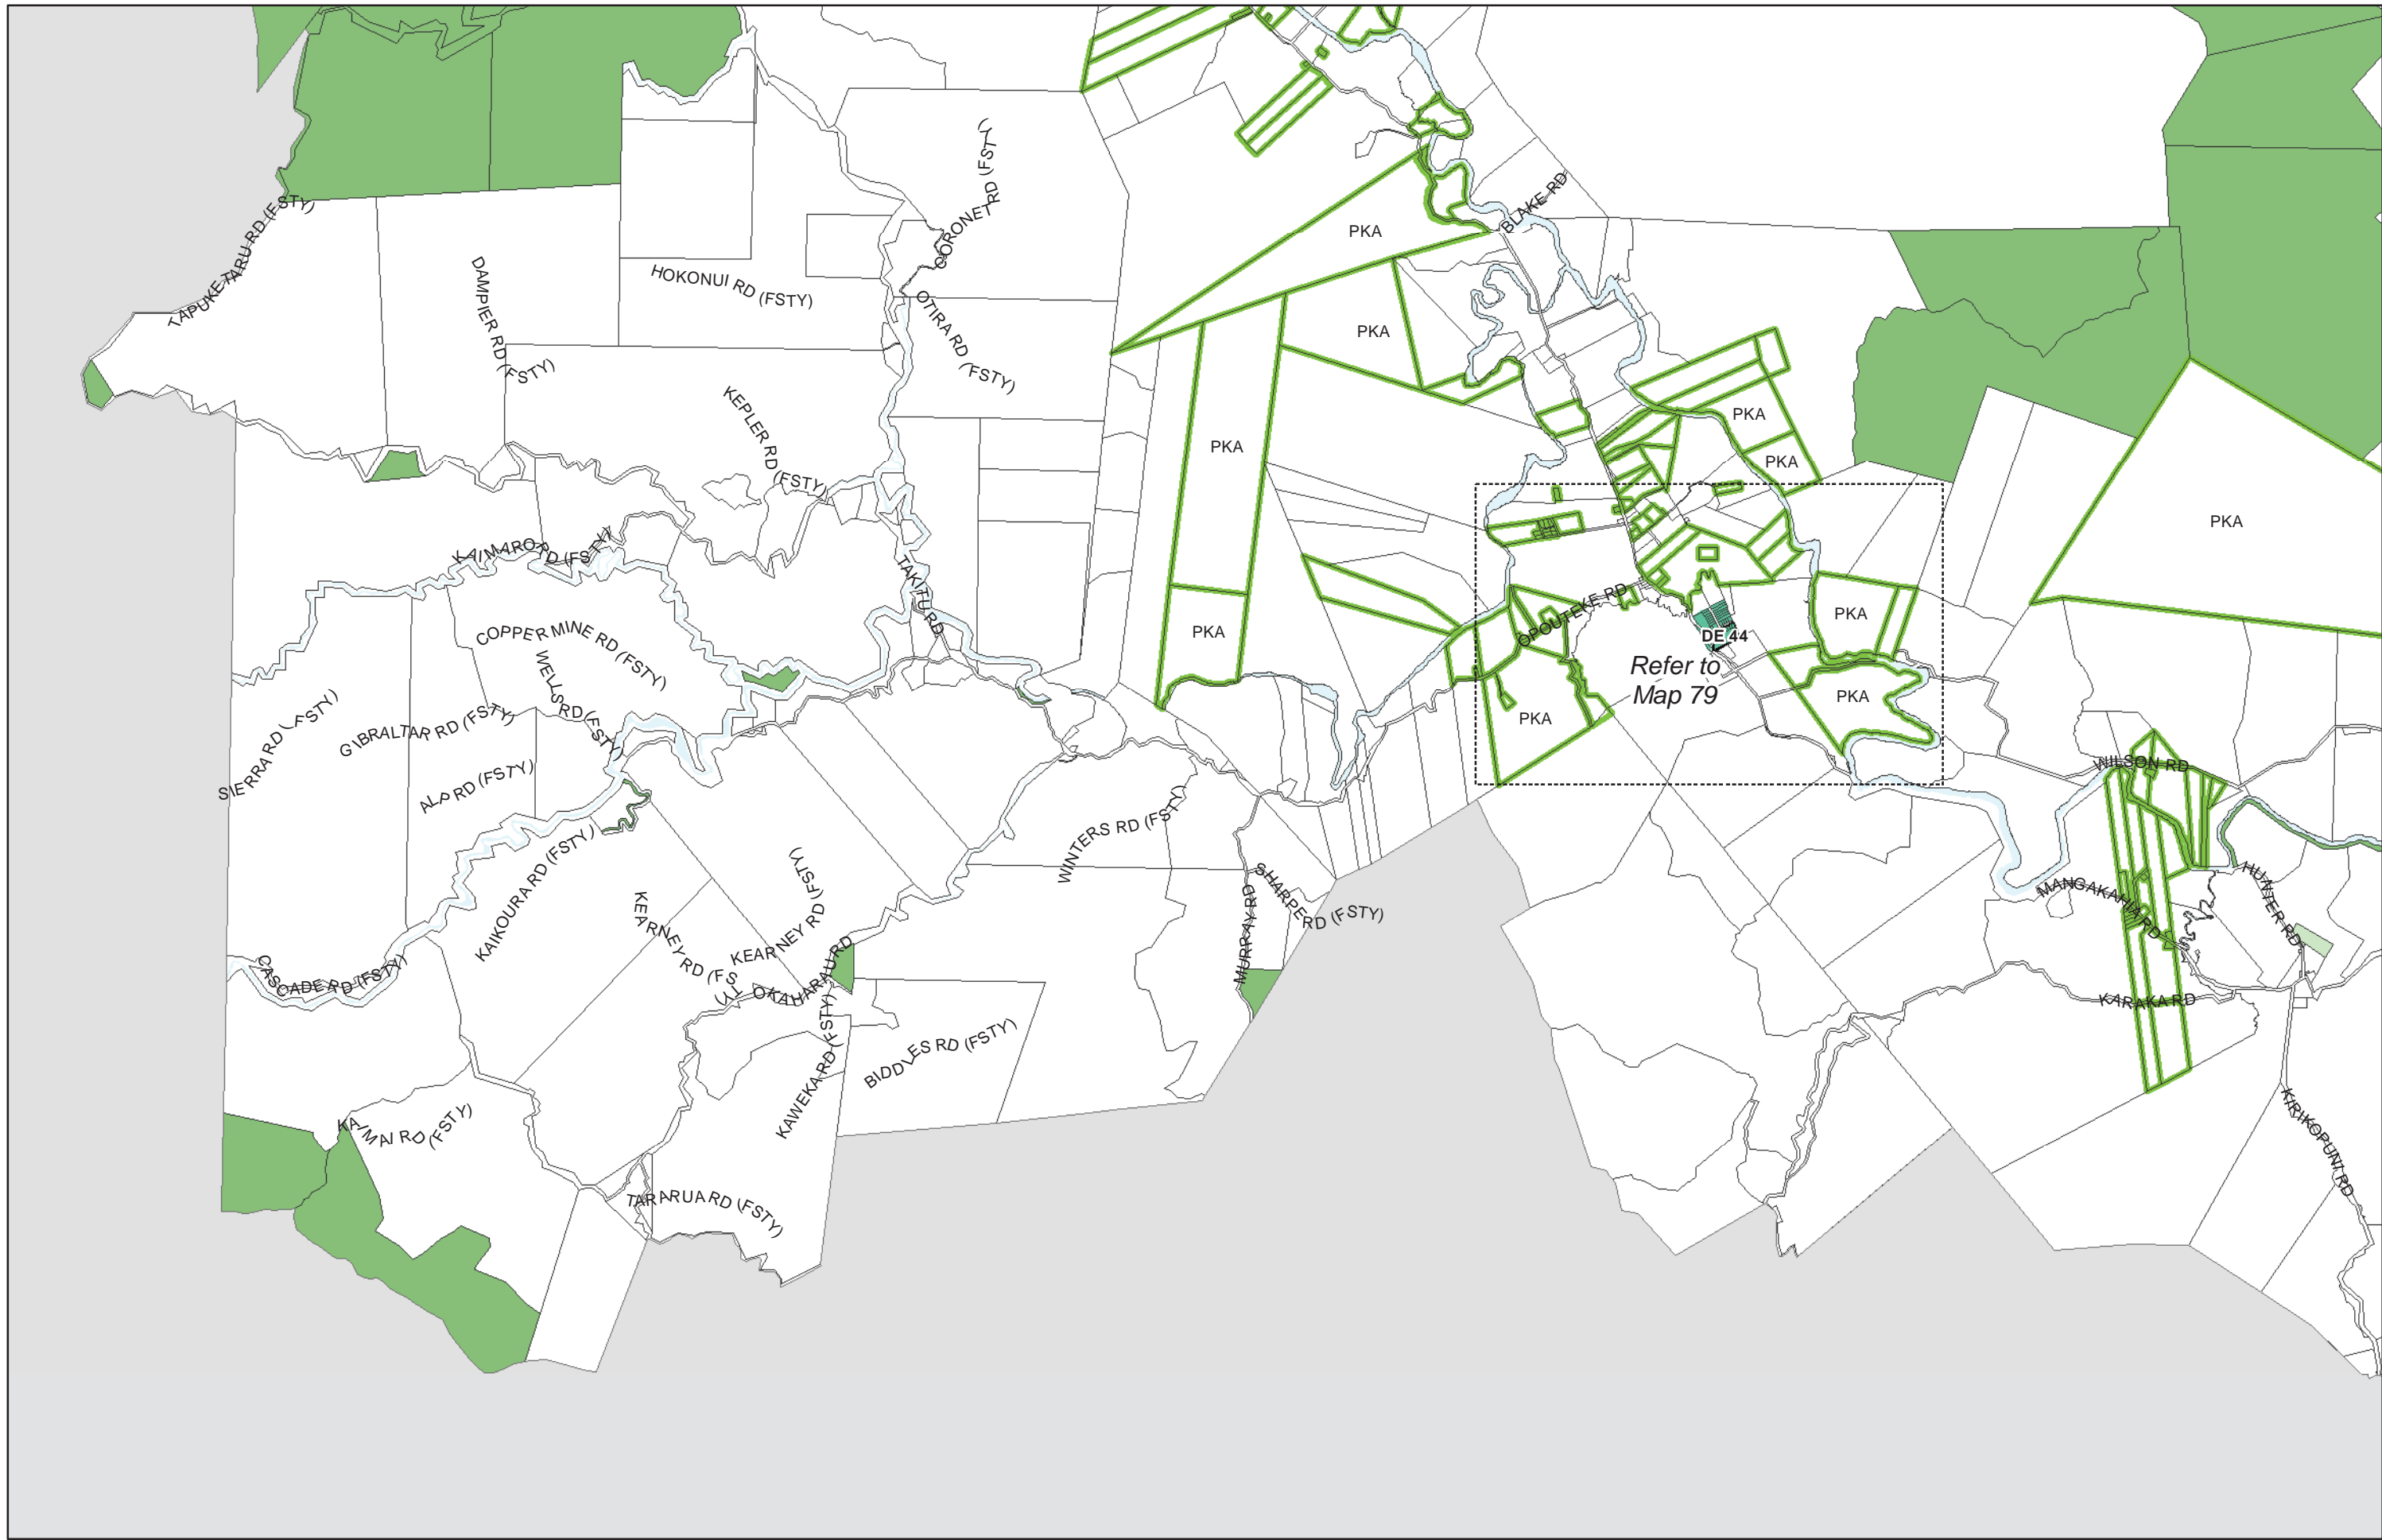 CORONET RD (FSTY)
BLAKE RD
TAPUKETARU RD (FSTY)
PKA
DAMPIER RD (FSTY)
HOKONUI RD (FSTY)
OTIRA RD (FSTY)
PKA
KEPLER RD (FSTY)
PKA
PKA
PKA
PKA
KAIMARO RD (FSTY)
TAKITU RD
OPOUTEKE RD
PKA
COPPER MINE RD (FSTY)
PKA
DE 44
Refer to
Map 79
WELLS RD (FSTY)
PKA
PKA
SIERRA RD (FSTY)
GIBRALTAR RD (FSTY)
ALP RD (FSTY)
WILSON RD
KAIKOURA RD (FSTY)
WINTERS RD (FSTY)
SHARPE RD (FSTY)
MURRAY RD
MANGAKAHIA RD
HUNTER RD
KEARNEY RD (FSTY)
KEARNEY RD (FSTY)
CASCADE RD (FSTY)
OKAHARAU RD
KARAKA RD
KAWEKA RD (FSTY)
BIDDLES RD (FSTY)
KAIMAI RD (FSTY)
KIRIKOPUNI RD
TARARUA RD (FSTY)